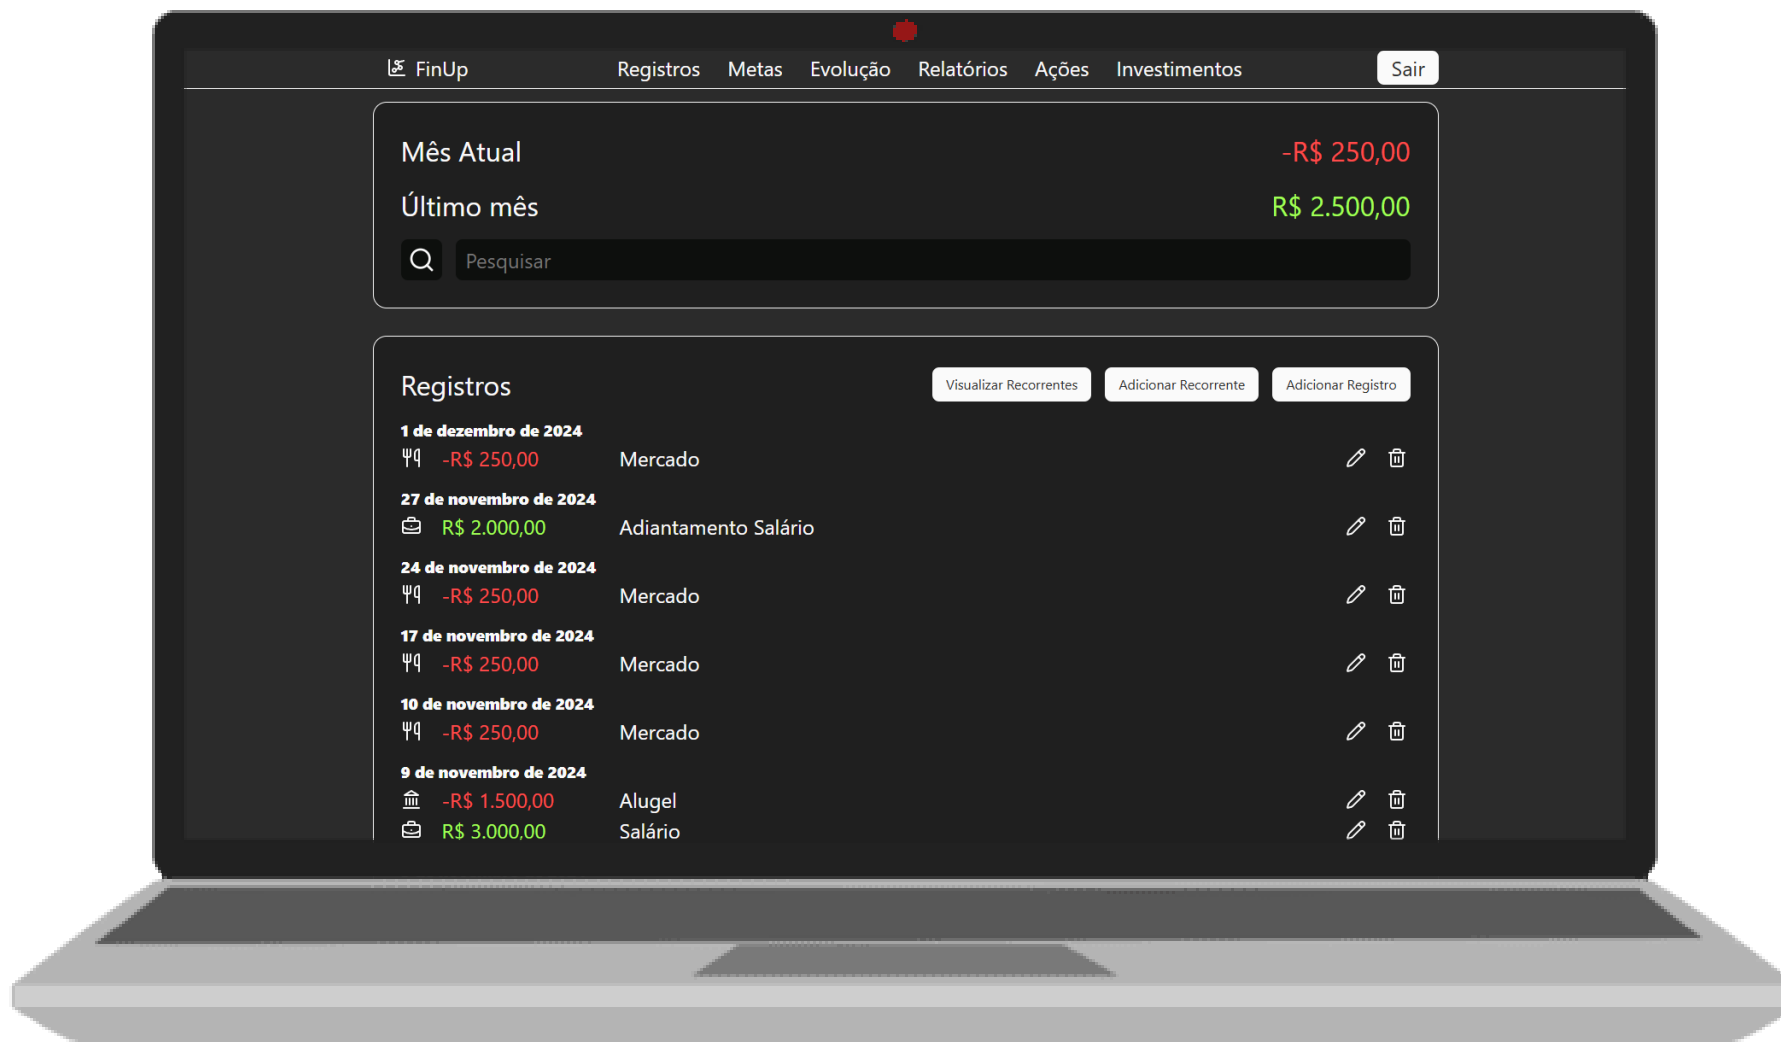 FinUp Registros Metas Evolução Relatórios Ações Investimentos Sair
Mês Atual -R$ 250,00
Último mês R$ 2.500,00
Pesquisar
Registros Visualizar Recorrentes Adicionar Recorrente Adicionar Registro
1 de dezembro de 2024
-R$ 250,00 Mercado
27 de novembro de 2024
R$ 2.000,00 Adiantamento Salário
24 de novembro de 2024
-R$ 250,00 Mercado
17 de novembro de 2024
-R$ 250,00 Mercado
10 de novembro de 2024
-R$ 250,00 Mercado
9 de novembro de 2024
-R$ 1.500,00 Alugel
R$ 3.000,00 Salário